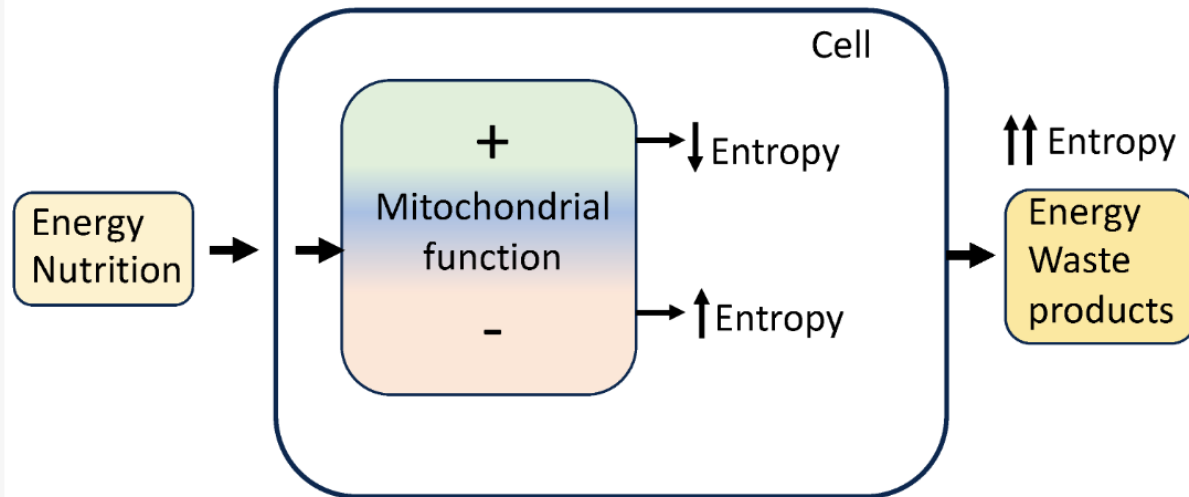 Cell
Energy
Nutrition
+
Mitochondrial
function
-
↓ Entropy
↑ Entropy
↑↑ Entropy
Energy
Waste
products